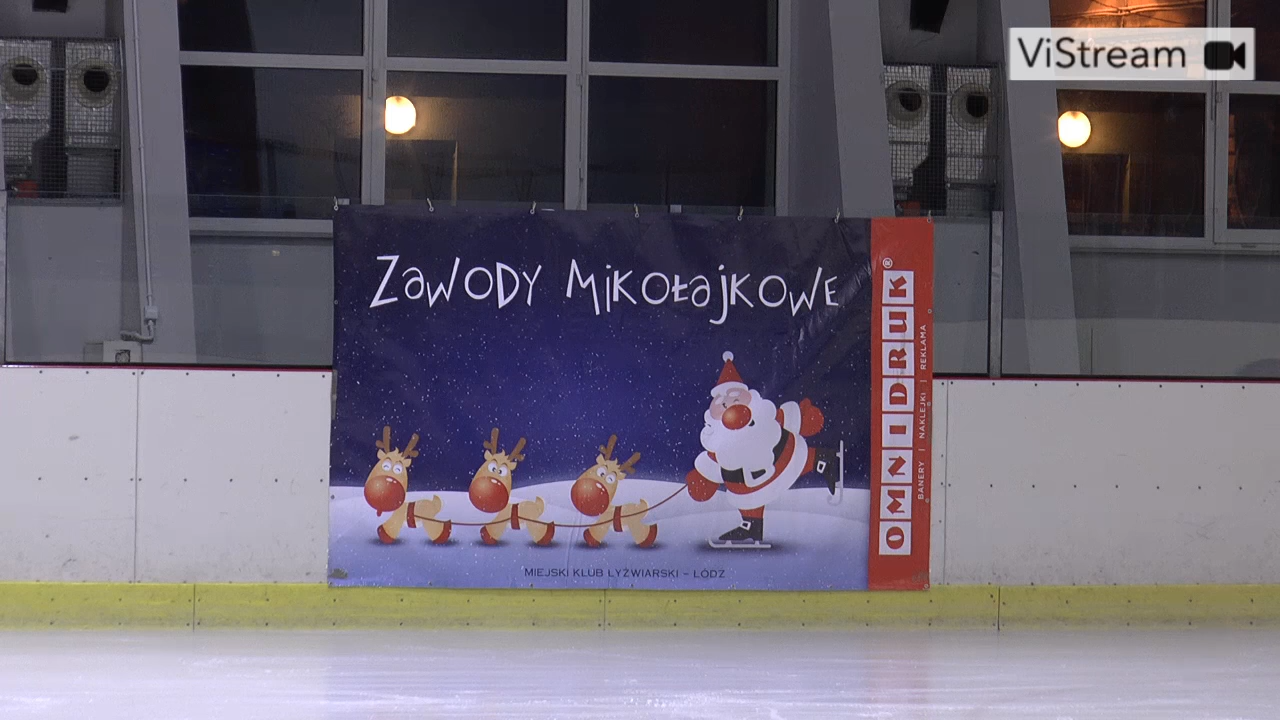 ViStream
Zawody Mikołajkowe
OMNIDRUK®
BANERY | NAKLEJKI | REKLAMA
MIEJSKI KLUB ŁYŻWIARSKI – ŁÓDŹ